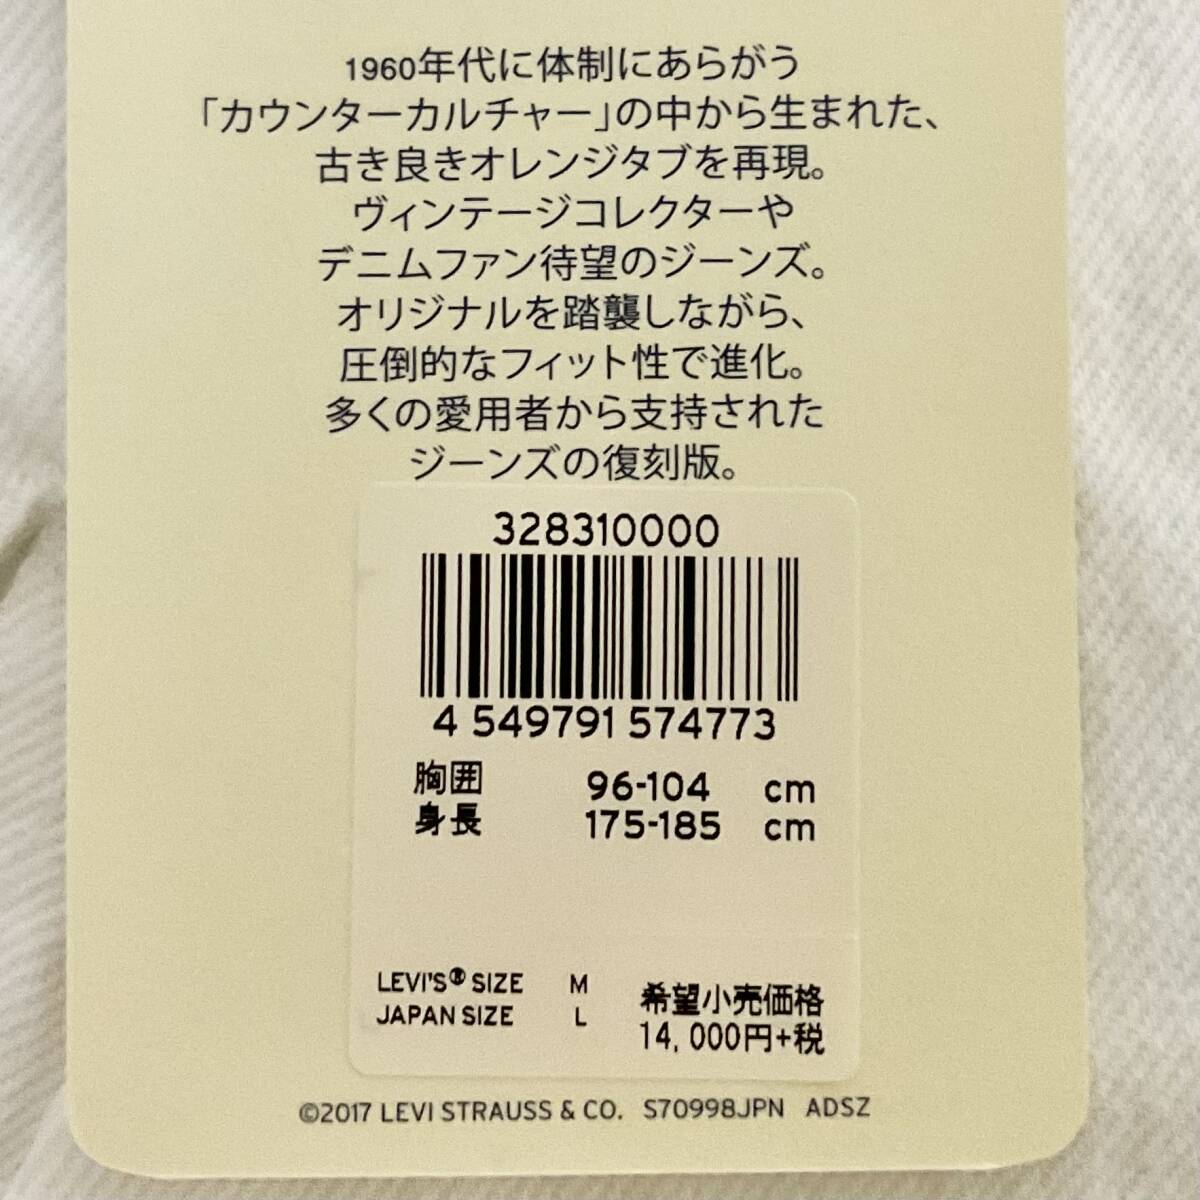 1960年代に体制にあらがう
「カウンターカルチャー」の中から生まれた、
古き良きオレンジタブを再現。
ヴィンテージコレクターや
デニムファン待望のジーンズ。
オリジナルを踏襲しながら、
圧倒的なフィット性で進化。
多くの愛用者から支持された
ジーンズの復刻版。
328310000
4 549791 574773
胸囲 96-104 cm
身長 175-185 cm
LEVI'S® SIZE M
JAPAN SIZE L
希望小売価格
14,000円+税
©2017 LEVI STRAUSS & CO. S70998JPN ADSZ